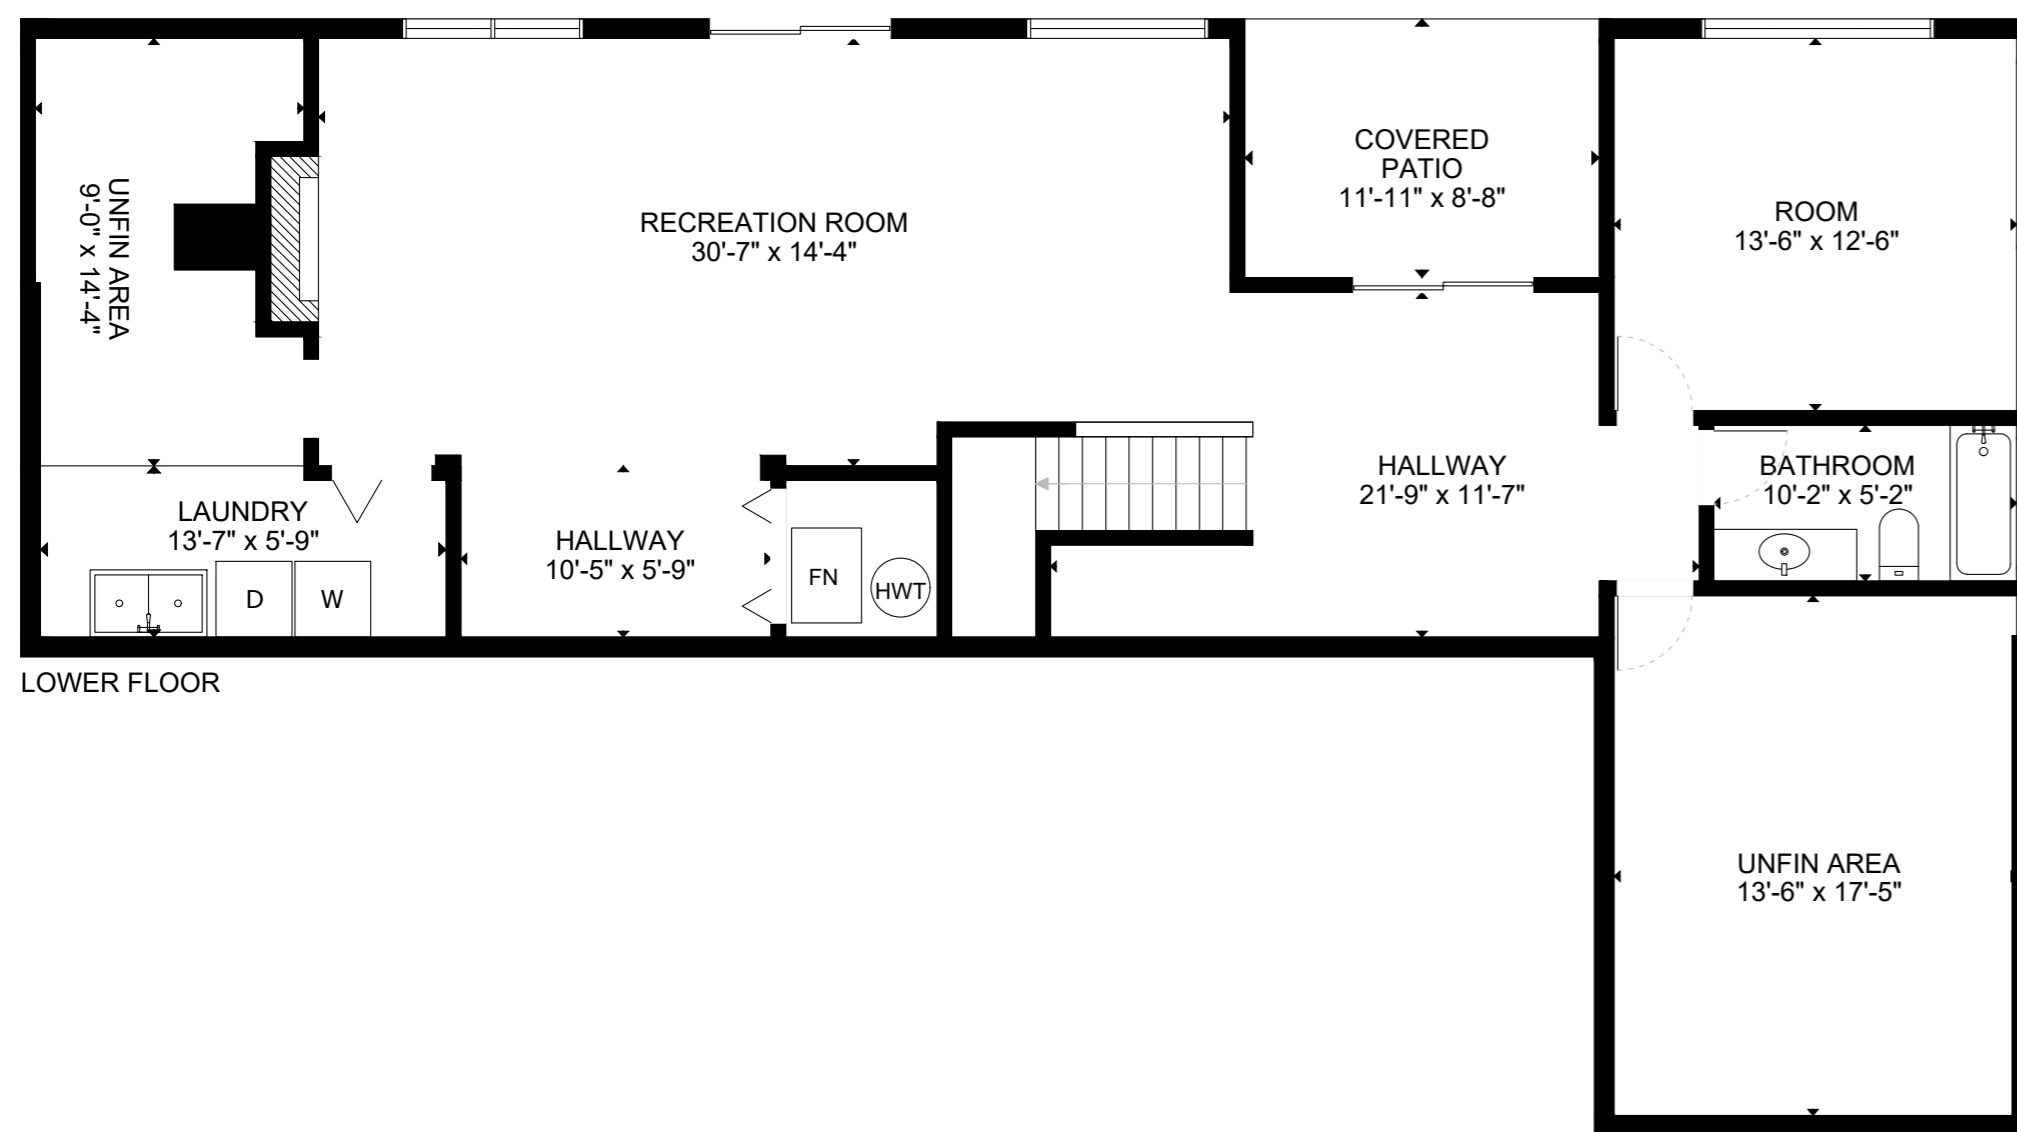 UNFIN AREA
9'-0" x 14'-4"
RECREATION ROOM
30'-7" x 14'-4"
COVERED
PATIO
11'-11" x 8'-8"
ROOM
13'-6" x 12'-6"
LAUNDRY
13'-7" x 5'-9"
D
W
HALLWAY
10'-5" x 5'-9"
FN
HWT
HALLWAY
21'-9" x 11'-7"
BATHROOM
10'-2" x 5'-2"
LOWER FLOOR
UNFIN AREA
13'-6" x 17'-5"